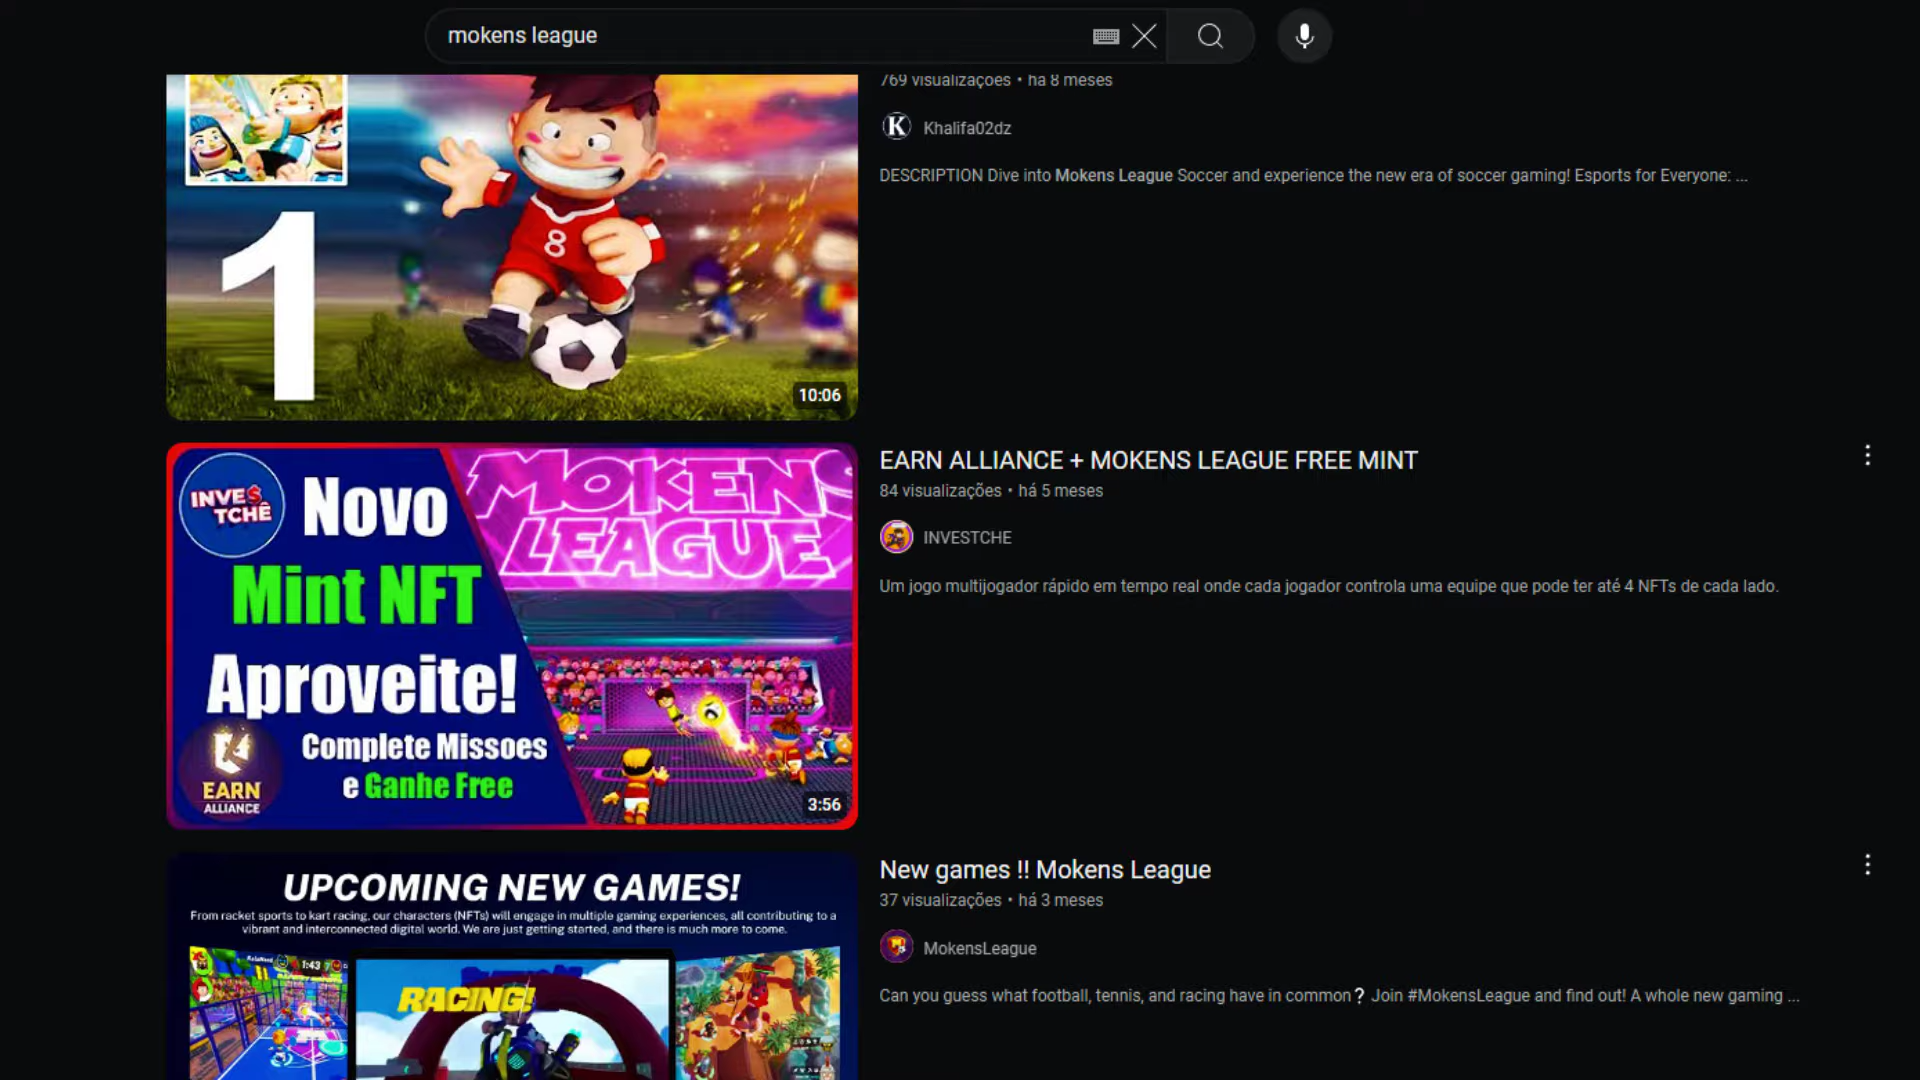 mokens league
769 visualizações • há 8 meses
K Khalifa02dz
DESCRIPTION Dive into Mokens League Soccer and experience the new era of soccer gaming! Esports for Everyone: ...
8
1
10:06
EARN ALLIANCE + MOKENS LEAGUE FREE MINT
84 visualizações • há 5 meses
INVESTCHE
Um jogo multijogador rápido em tempo real onde cada jogador controla uma equipe que pode ter até 4 NFTs de cada lado.
INVE$
TCHÊ
Novo
Mint NFT
Aproveite!
Complete Missoes
e Ganhe Free
EARN
ALLIANCE
MOKENS
LEAGUE
3:56
New games !! Mokens League
37 visualizações • há 3 meses
MokensLeague
Can you guess what football, tennis, and racing have in common❓ Join #MokensLeague and find out! A whole new gaming ...
UPCOMING NEW GAMES!
From racket sports to kart racing, our characters (NFTs) will engage in multiple gaming experiences, all contributing to a
vibrant and interconnected digital world. We are just getting started, and there is much more to come.
1:43
RACING!